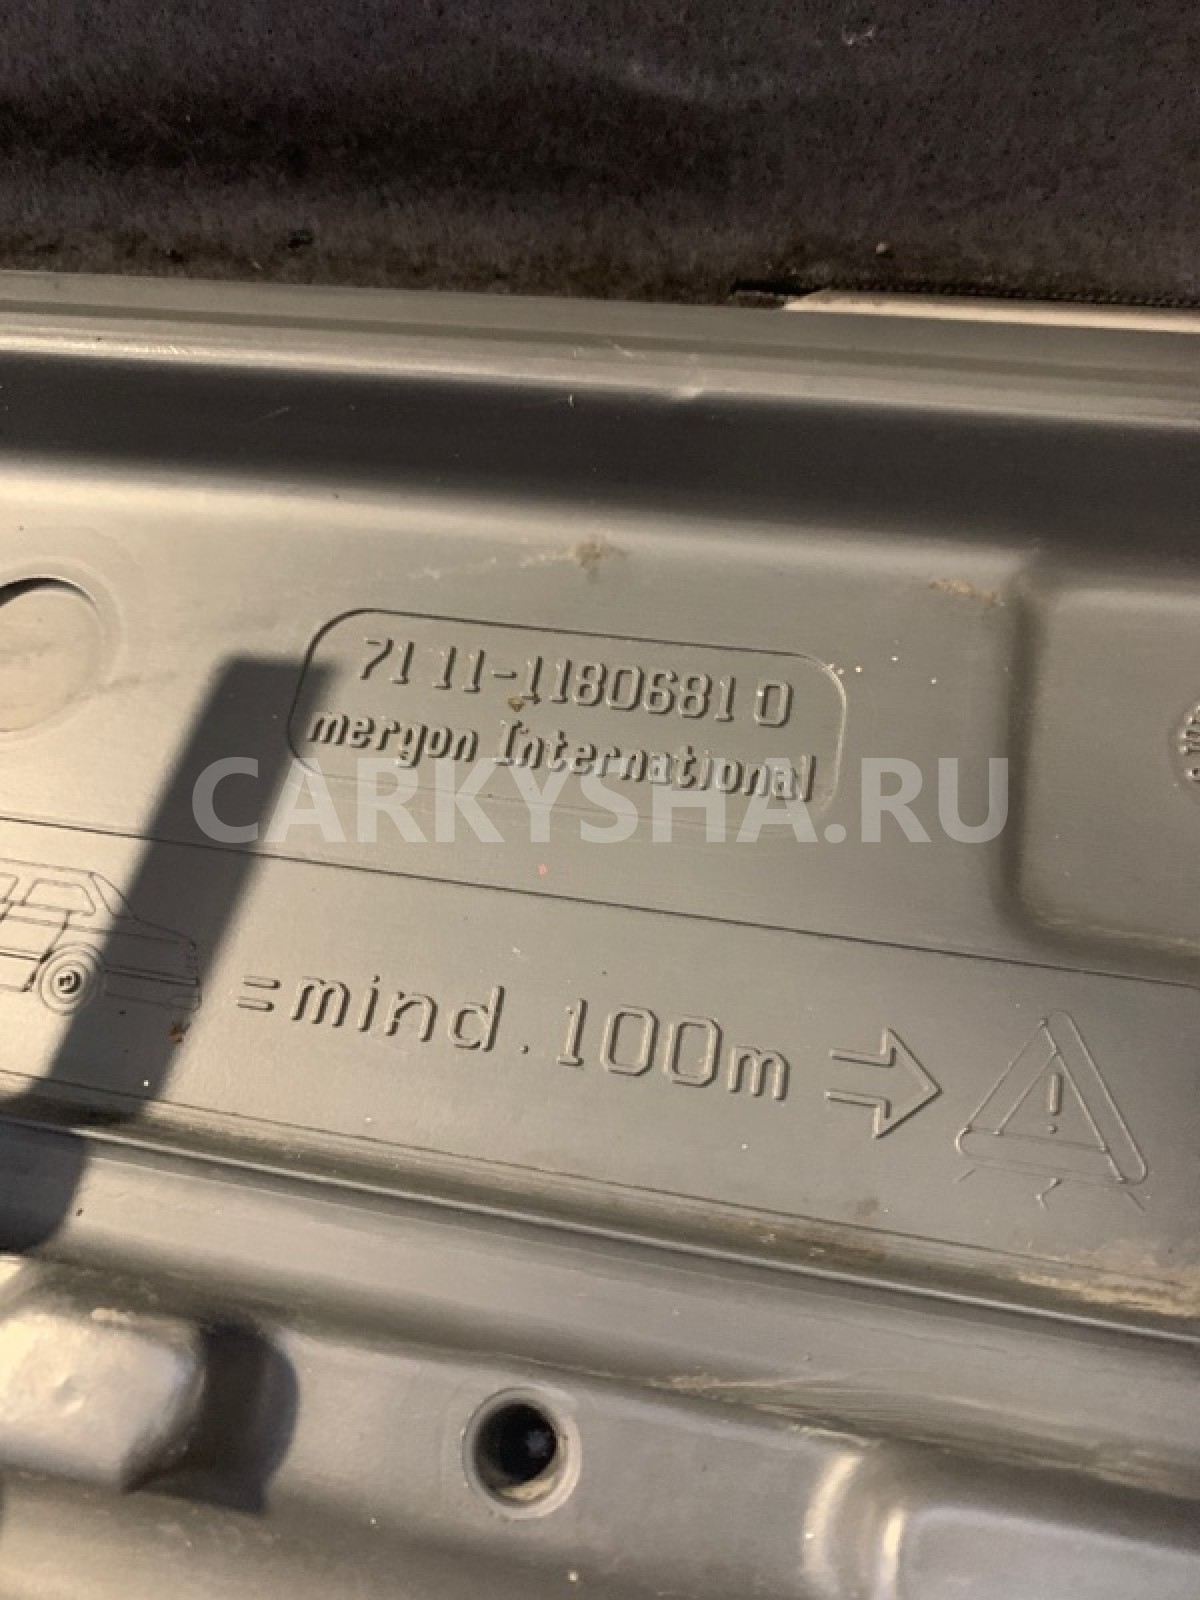 71 11-1180681 0
mergon International
CARKYSHA.RU
=mind.100m